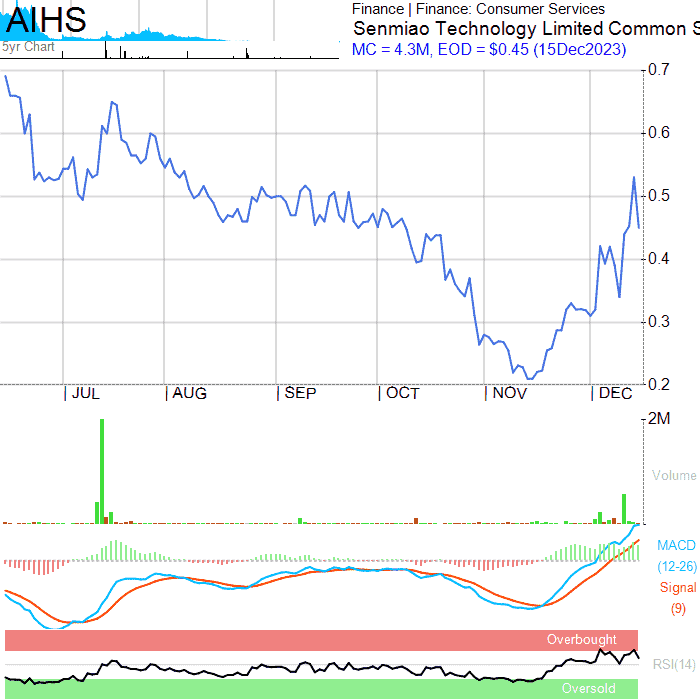 AIHS
5yr Chart
Finance | Finance: Consumer Services
Senmiao Technology Limited Common S
MC = 4.3M, EOD = $0.45 (15Dec2023)
0.7
0.6
0.5
0.4
0.3
0.2
JUL AUG SEP OCT NOV DEC
2M
Volume
MACD
(12-26)
Signal
(9)
Overbought
RSI(14)
Oversold